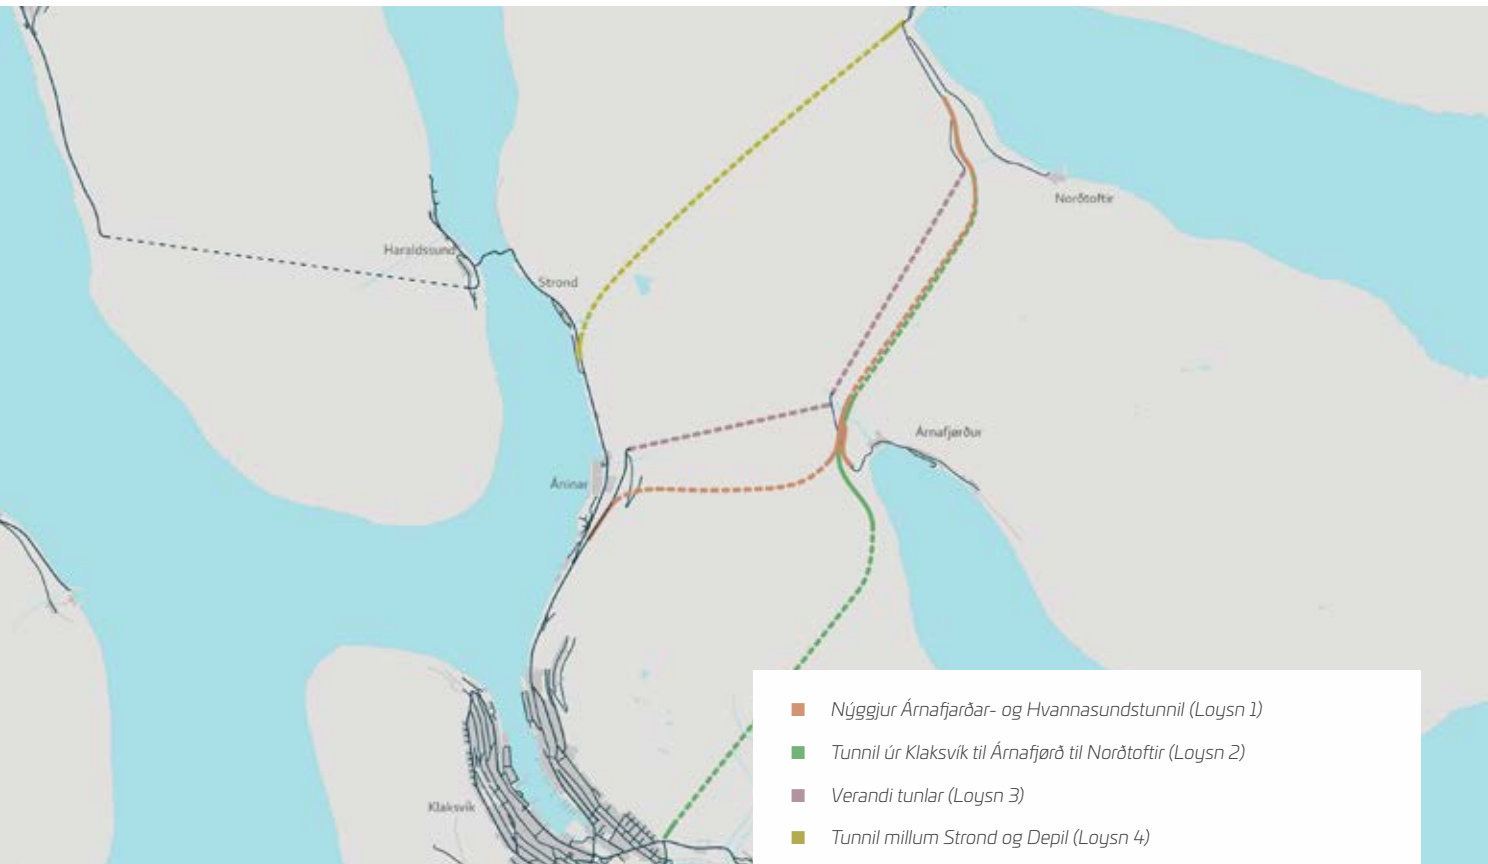 Norðtoftir
Haraldssund
Strond
Árnafjørður
Áninar
Klaksvík
Nýggjur Árnafjarðar- og Hvannasundstunnil (Loysn 1)
Tunnil úr Klaksvík til Árnafjørð til Norðtoftir (Loysn 2)
Verandi tunlar (Loysn 3)
Tunnil millum Strond og Depil (Loysn 4)